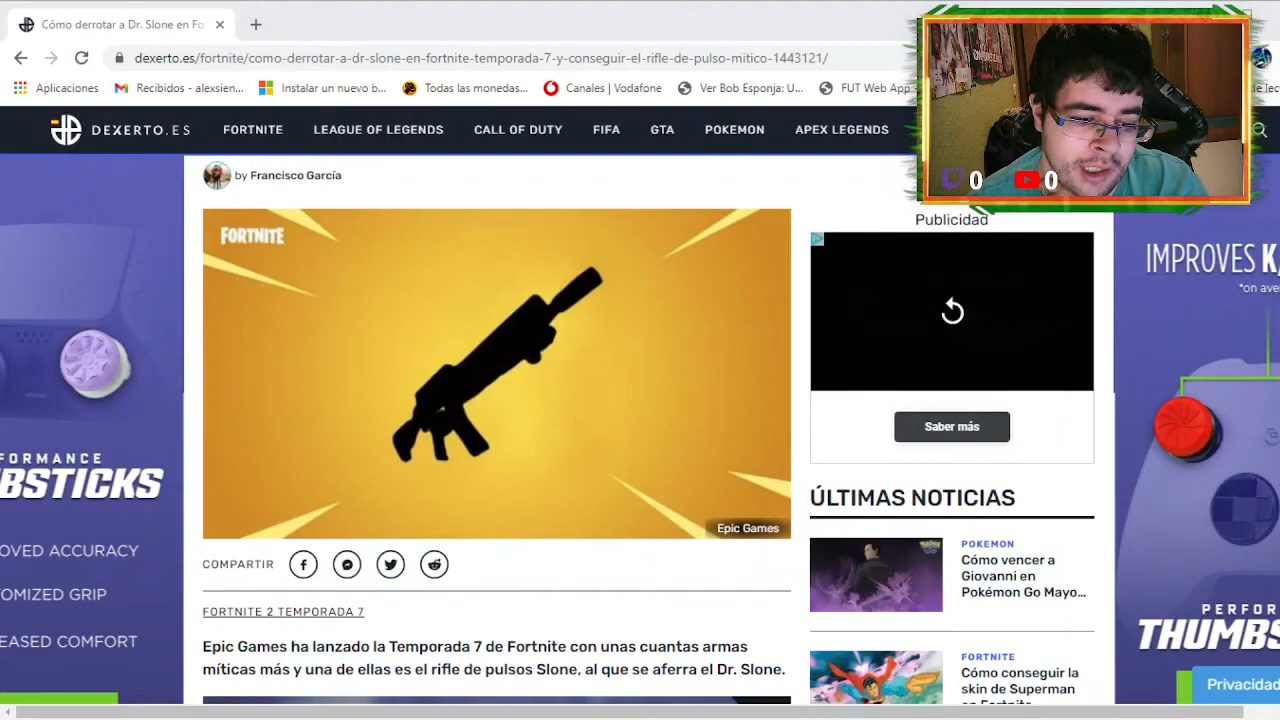 Cómo derrotar a Dr. Slone en Fo
dexerto.es/fortnite/como-derrotar-a-dr-slone-en-fortnite-temporada-7-y-conseguir-el-rifle-de-pulso-mitico-1443121/
Aplicaciones
Recibidos - alexsien...
Instalar un nuevo b...
Todas las monedas...
Canales | Vodafone
Ver Bob Esponja: U...
FUT Web App
DEXERTO.ES
FORTNITE
LEAGUE OF LEGENDS
CALL OF DUTY
FIFA
GTA
POKEMON
APEX LEGENDS
0
0
by Francisco García
FORTNITE
Epic Games
COMPARTIR
FORTNITE 2 TEMPORADA 7
Epic Games ha lanzado la Temporada 7 de Fortnite con unas cuantas armas
míticas may una de ellas es el rifle de pulsos Slone, al que se aferra el Dr. Slone.
Publicidad
Saber más
ÚLTIMAS NOTICIAS
POKEMON
Cómo vencer a
Giovanni en
Pokémon Go Mayo...
FORTNITE
Cómo conseguir la
skin de Superman
en Fortnite
FORMANCE
BSTICKS
OVED ACCURACY
TOMIZED GRIP
EASED COMFORT
IMPROVES K/
*on ave
PERFOR
THUMBS
Privacidad